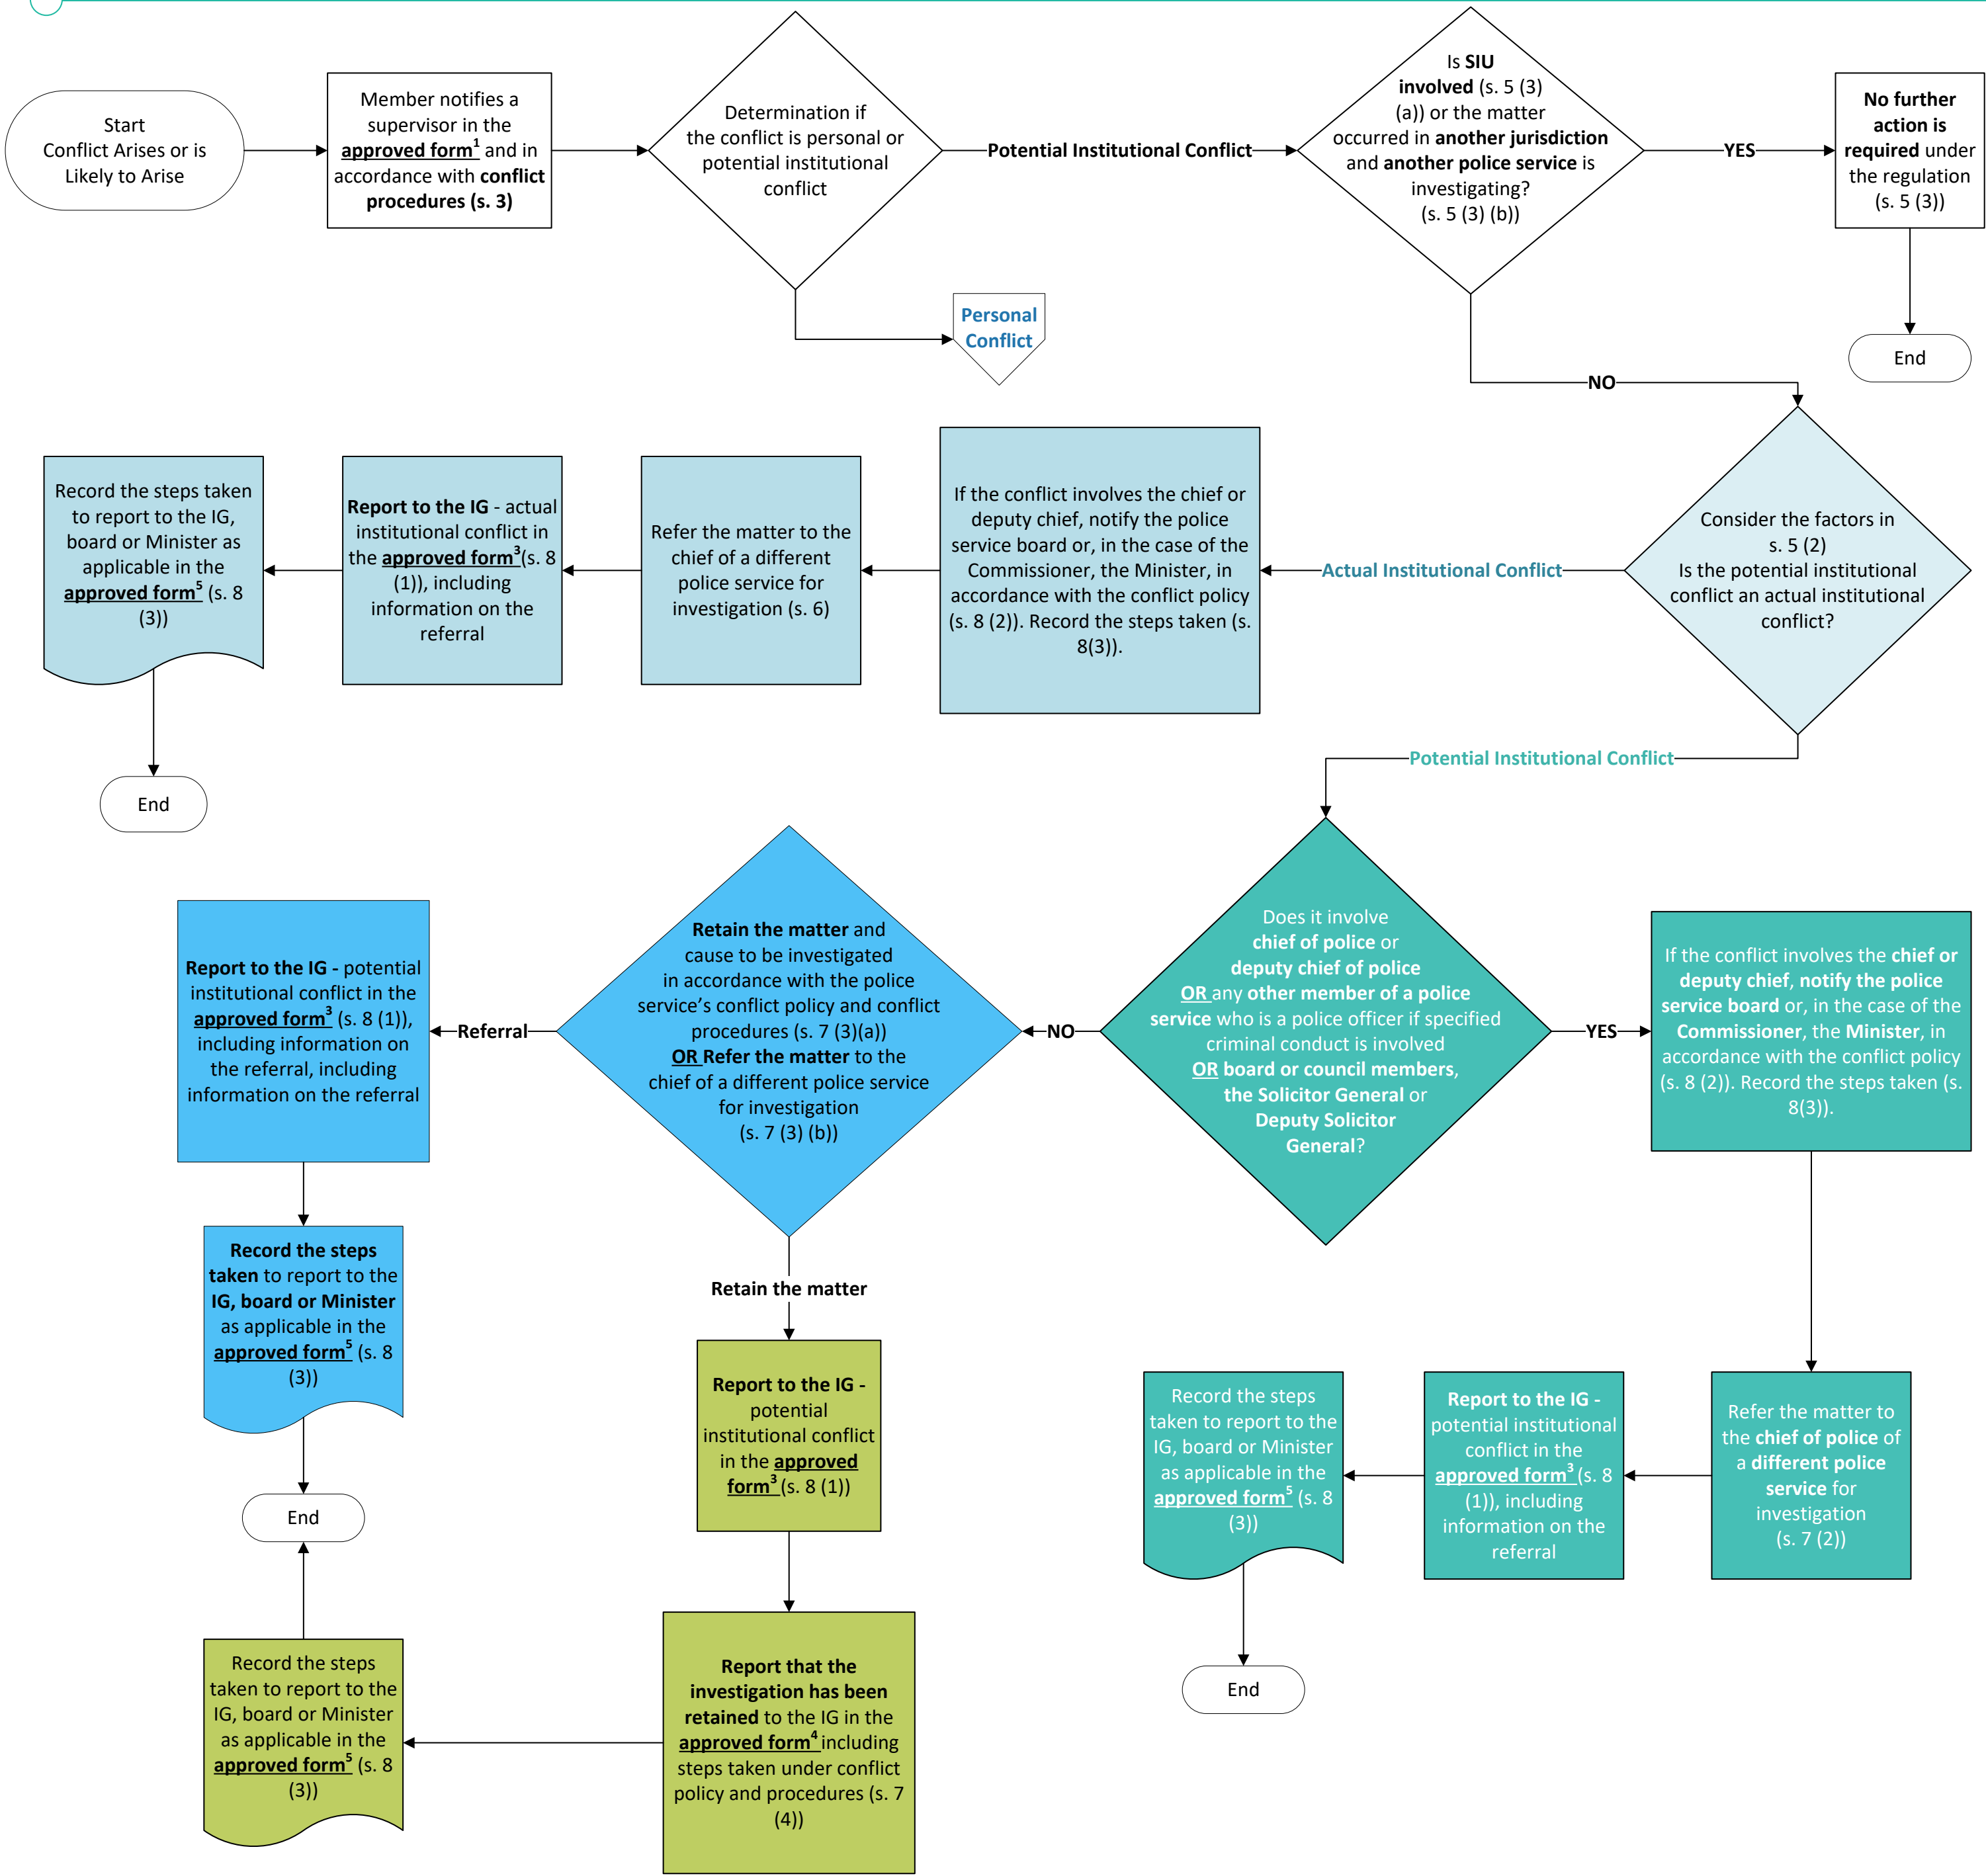 Start
Conflict Arises or is
Likely to Arise
Member notifies a
supervisor in the
approved form1 and in
accordance with conflict
procedures (s. 3)
Determination if
the conflict is personal or
potential institutional
conflict
Potential Institutional Conflict
Is SIU
involved (s. 5 (3)
(a)) or the matter
occurred in another jurisdiction
and another police service is
investigating?
(s. 5 (3) (b))
YES
No further
action is
required under
the regulation
(s. 5 (3))
End
Personal
Conflict
NO
Consider the factors in
s. 5 (2)
Is the potential institutional
conflict an actual institutional
conflict?
Actual Institutional Conflict
If the conflict involves the chief or
deputy chief, notify the police
service board or, in the case of the
Commissioner, the Minister, in
accordance with the conflict policy
(s. 8 (2)). Record the steps taken (s.
8(3)).
Refer the matter to the
chief of a different
police service for
investigation (s. 6)
Report to the IG - actual
institutional conflict in
the approved form3 (s. 8
(1)), including
information on the
referral
Record the steps taken
to report to the IG,
board or Minister as
applicable in the
approved form5 (s. 8
(3))
End
Potential Institutional Conflict
Does it involve
chief of police or
deputy chief of police
OR any other member of a police
service who is a police officer if specified
criminal conduct is involved
OR board or council members,
the Solicitor General or
Deputy Solicitor
General?
YES
If the conflict involves the chief or
deputy chief, notify the police
service board or, in the case of the
Commissioner, the Minister, in
accordance with the conflict policy
(s. 8 (2)). Record the steps taken (s.
8(3)).
Refer the matter to
the chief of police of
a different police
service for
investigation
(s. 7 (2))
Report to the IG -
potential institutional
conflict in the
approved form3 (s. 8
(1)), including
information on the
referral
Record the steps
taken to report to the
IG, board or Minister
as applicable in the
approved form5 (s. 8
(3))
End
NO
Retain the matter and
cause to be investigated
in accordance with the police
service's conflict policy and conflict
procedures (s. 7 (3)(a))
OR Refer the matter to the
chief of a different police service
for investigation
(s. 7 (3) (b))
Referral
Report to the IG - potential
institutional conflict in the
approved form3 (s. 8 (1)),
including information on
the referral, including
information on the referral
Record the steps
taken to report to the
IG, board or Minister
as applicable in the
approved form5 (s. 8
(3))
End
Retain the matter
Report to the IG -
potential
institutional conflict
in the approved
form3 (s. 8 (1))
Report that the
investigation has been
retained to the IG in the
approved form4 including
steps taken under conflict
policy and procedures (s. 7
(4))
Record the steps
taken to report to the
IG, board or Minister
as applicable in the
approved form5 (s. 8
(3))